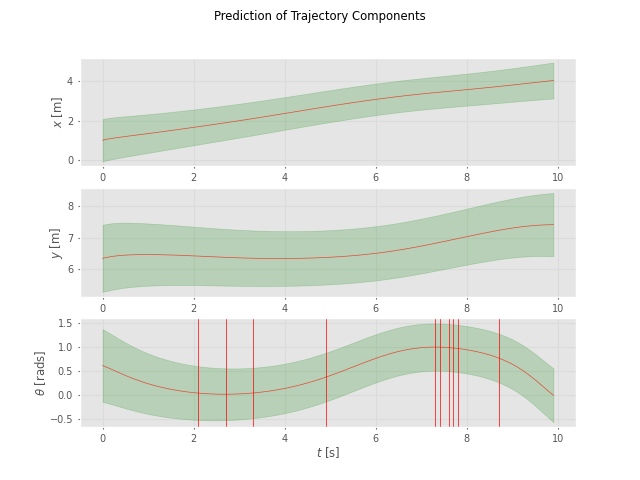 Prediction of Trajectory Components
4
2
0
x [m]
0 2 4 6 8 10
8
7
6
y [m]
0 2 4 6 8 10
1.5
1.0
0.5
0.0
−0.5
θ [rads]
0 2 4 6 8 10
t [s]